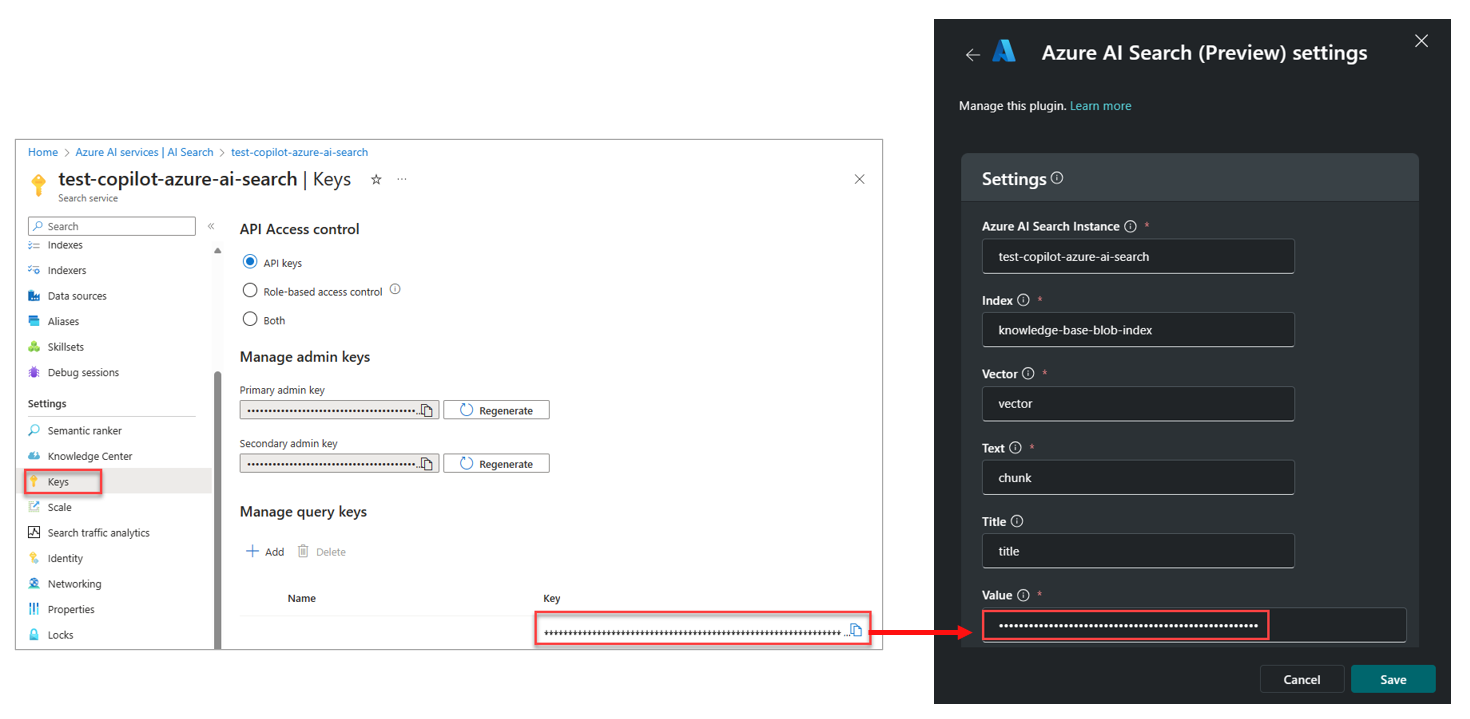 Home > Azure AI services | AI Search > test-copilot-azure-ai-search
test-copilot-azure-ai-search | Keys ☆ ...
Search service
Search
Indexes
Indexers
Data sources
Aliases
Skillsets
Debug sessions
Settings
Semantic ranker
Knowledge Center
Keys
Scale
Search traffic analytics
Identity
Networking
Properties
Locks
API Access control
API keys
Role-based access control
Both
Manage admin keys
Primary admin key
Regenerate
Secondary admin key
Regenerate
Manage query keys
Add Delete
Name Key
Azure AI Search (Preview) settings
Manage this plugin. Learn more
Settings
Azure AI Search Instance *
test-copilot-azure-ai-search
Index *
knowledge-base-blob-index
Vector *
vector
Text *
chunk
Title
title
Value *
Cancel Save